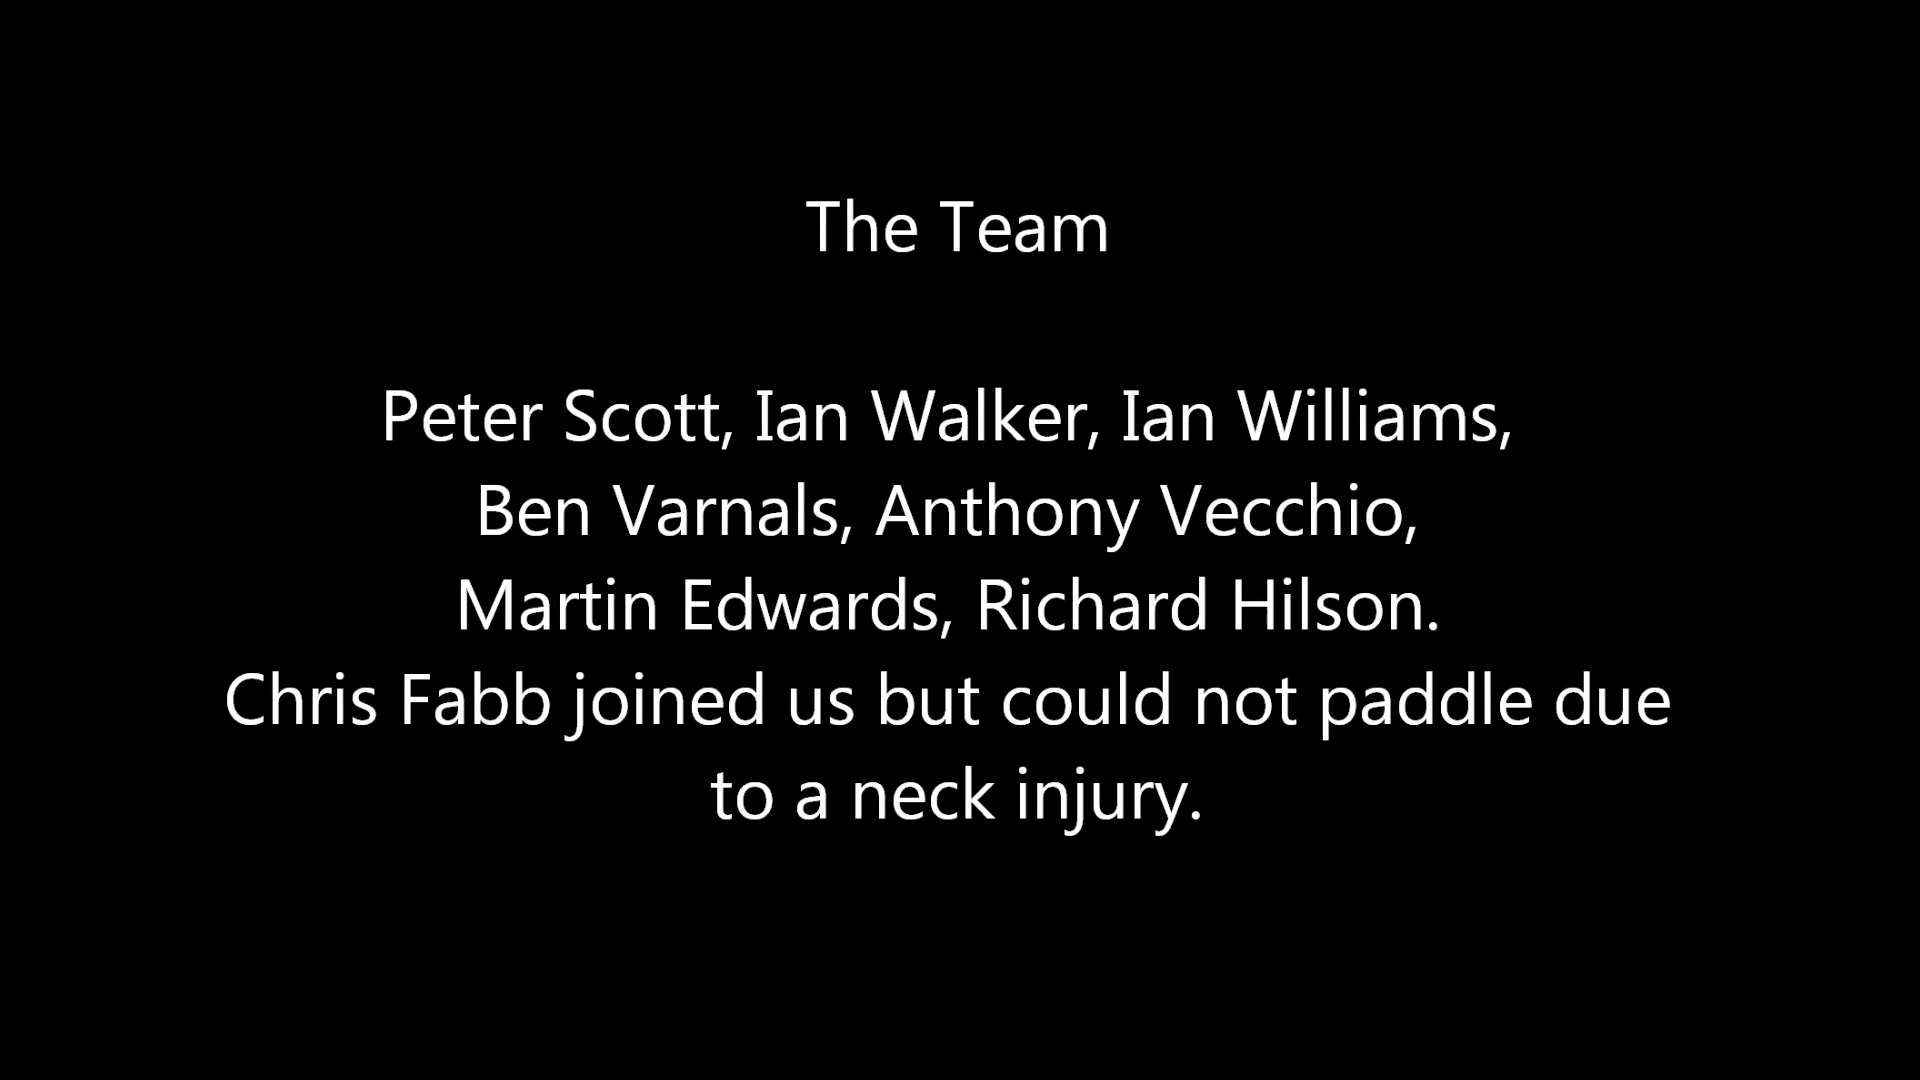 The Team
Peter Scott, Ian Walker, Ian Williams,
Ben Varnals, Anthony Vecchio,
Martin Edwards, Richard Hilson.
Chris Fabb joined us but could not paddle due
to a neck injury.